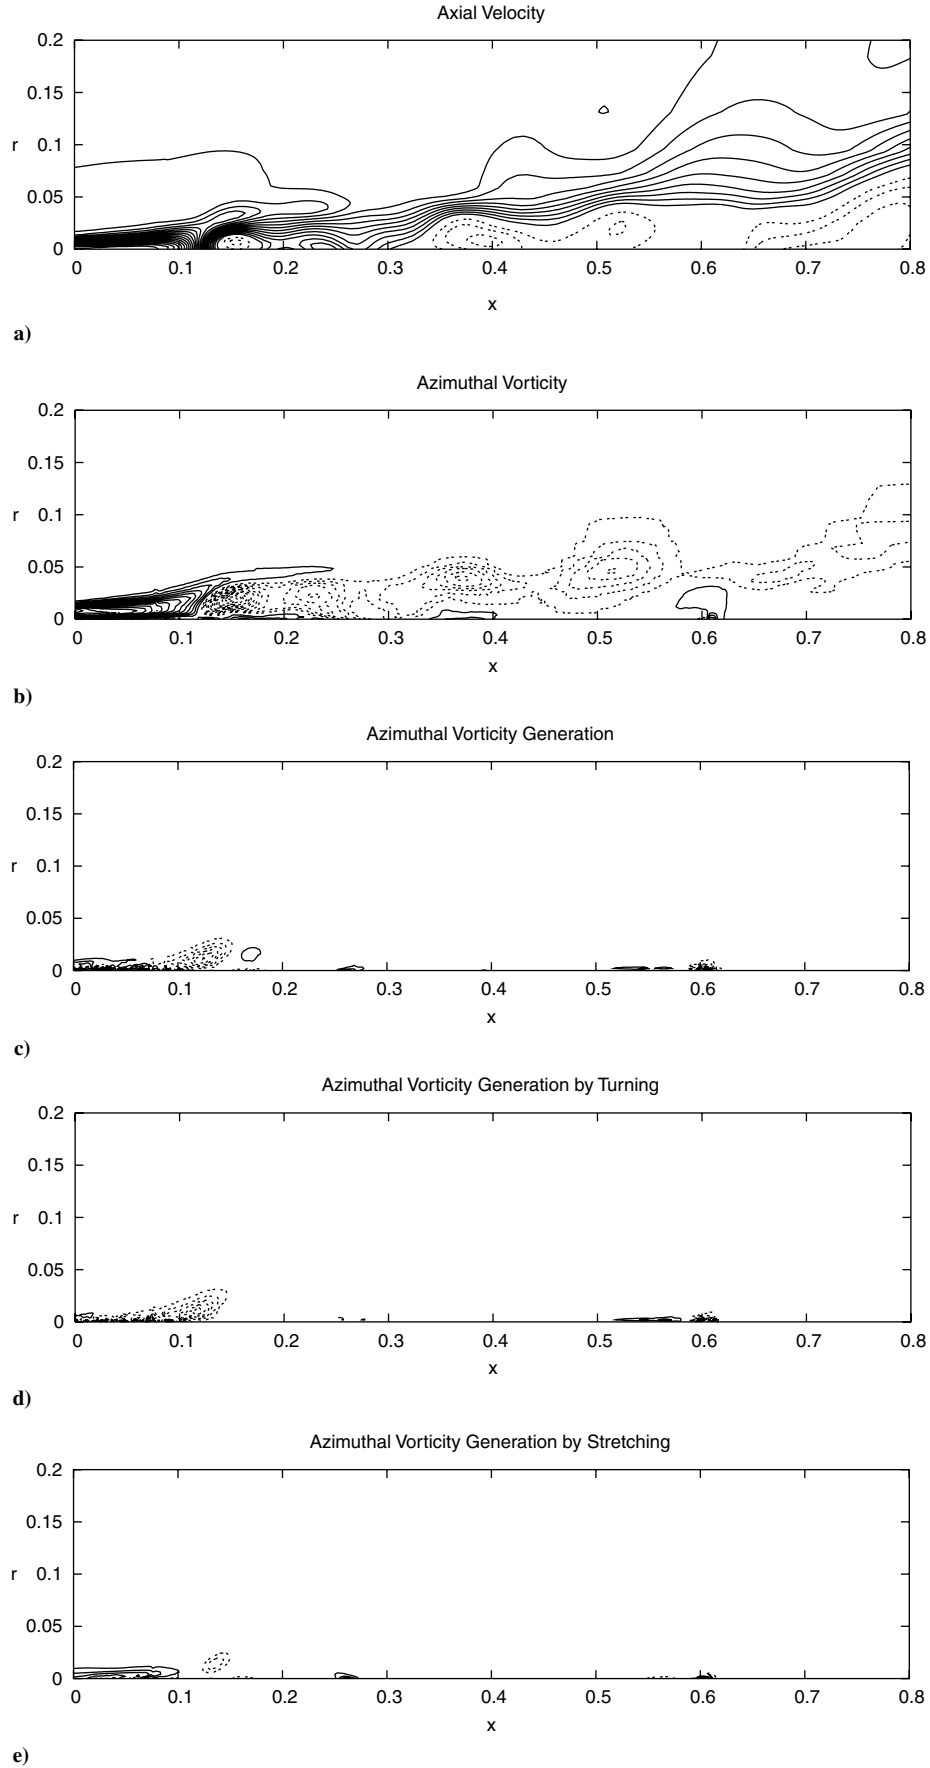 Axial Velocity
0.2
0.15
r 0.1
0.05
0
0 0.1 0.2 0.3 0.4 0.5 0.6 0.7 0.8
x
a)
Azimuthal Vorticity
0.2
0.15
r 0.1
0.05
0
0 0.1 0.2 0.3 0.4 0.5 0.6 0.7 0.8
x
b)
Azimuthal Vorticity Generation
0.2
0.15
r 0.1
0.05
0
0 0.1 0.2 0.3 0.4 0.5 0.6 0.7 0.8
x
c)
Azimuthal Vorticity Generation by Turning
0.2
0.15
r 0.1
0.05
0
0 0.1 0.2 0.3 0.4 0.5 0.6 0.7 0.8
x
d)
Azimuthal Vorticity Generation by Stretching
0.2
0.15
r 0.1
0.05
0
0 0.1 0.2 0.3 0.4 0.5 0.6 0.7 0.8
x
e)